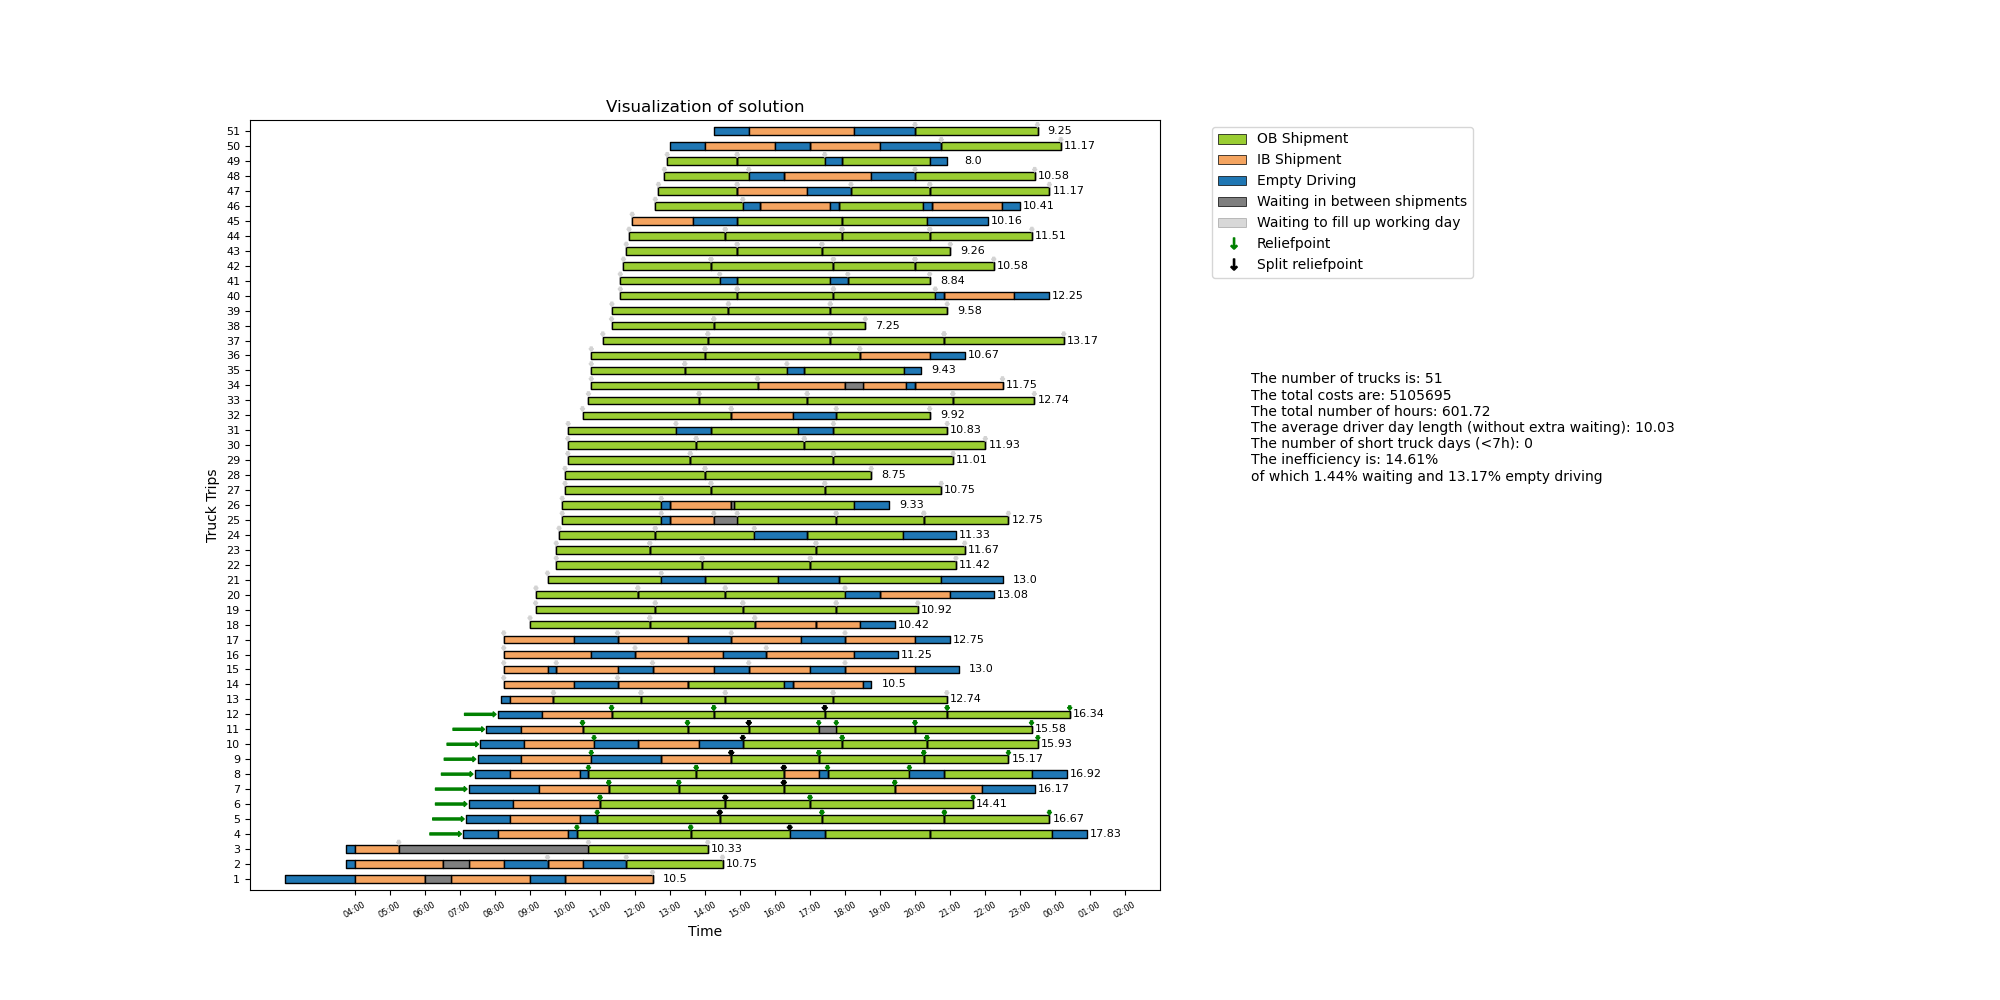 Visualization of solution
51 9.25
50 11.17
49 8.0
48 10.58
47 11.17
46 10.41
45 10.16
44 11.51
43 9.26
42 10.58
41 8.84
40 12.25
39 9.58
38 7.25
37 13.17
36 10.67
35 9.43
34 11.75
33 12.74
32 9.92
31 10.83
30 11.93
29 11.01
28 8.75
27 10.75
26 9.33
25 12.75
24 11.33
23 11.67
22 11.42
21 13.0
20 13.08
19 10.92
18 10.42
17 12.75
16 11.25
15 13.0
14 10.5
13 12.74
12 16.34
11 15.58
10 15.93
9 15.17
8 16.92
7 16.17
6 14.41
5 16.67
4 17.83
3 10.33
2 10.75
1 10.5
Truck Trips
04:00 05:00 06:00 07:00 08:00 09:00 10:00 11:00 12:00 13:00 14:00 15:00 16:00 17:00 18:00 19:00 20:00 21:00 22:00 23:00 00:00 01:00 02:00
Time
OB Shipment
IB Shipment
Empty Driving
Waiting in between shipments
Waiting to fill up working day
Reliefpoint
Split reliefpoint
The number of trucks is: 51
The total costs are: 5105695
The total number of hours: 601.72
The average driver day length (without extra waiting): 10.03
The number of short truck days (<7h): 0
The inefficiency is: 14.61%
of which 1.44% waiting and 13.17% empty driving